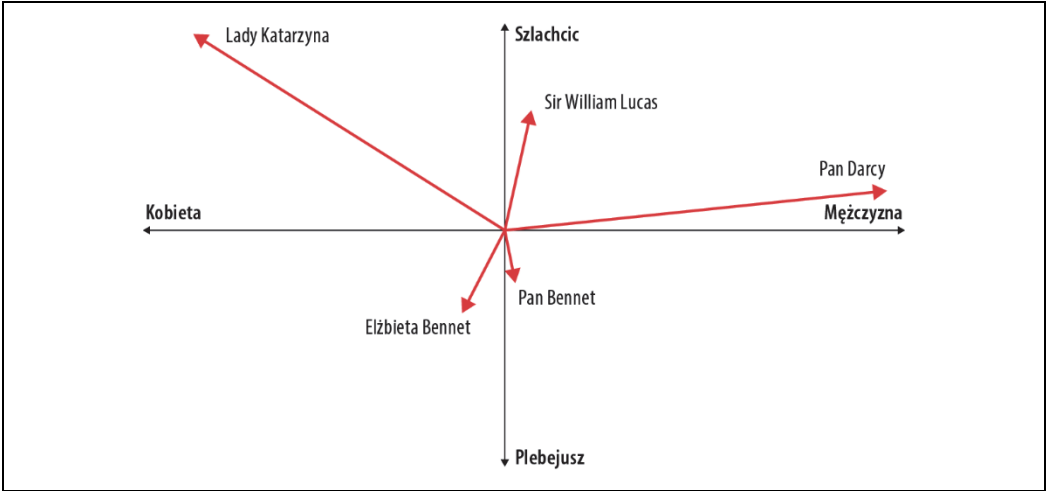 Lady Katarzyna
Szlachcic
Sir William Lucas
Pan Darcy
Kobieta
Mężczyzna
Pan Bennet
Elżbieta Bennet
Plebejusz